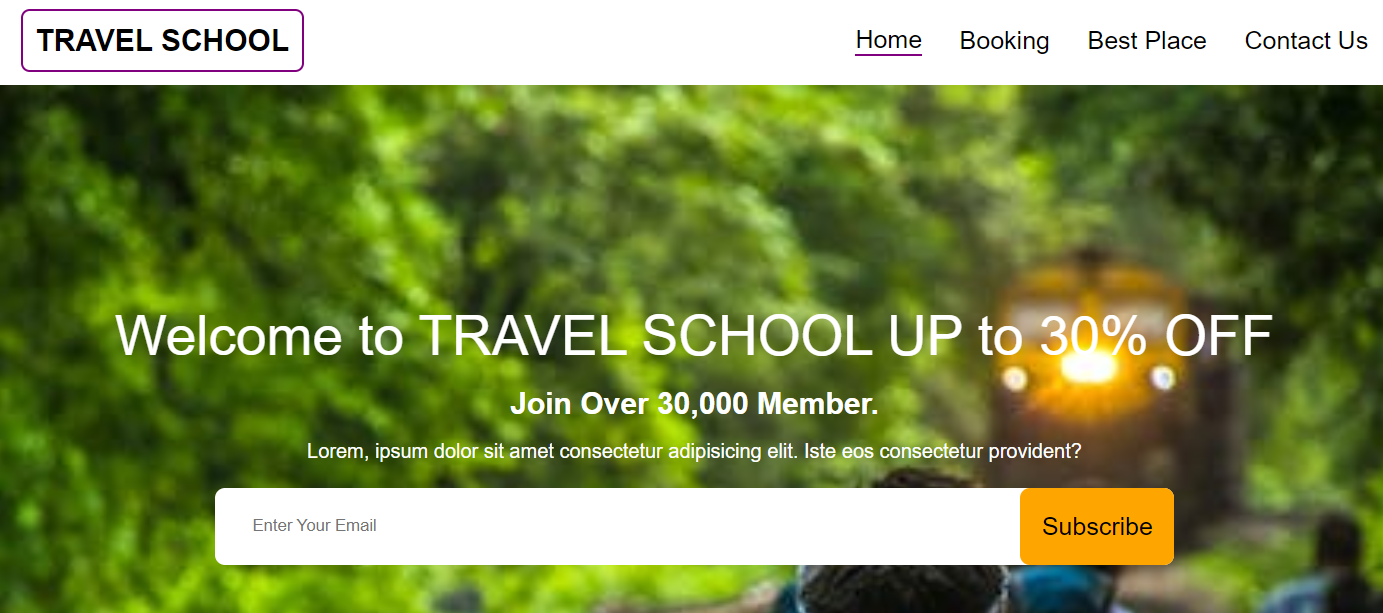 TRAVEL SCHOOL
Home Booking Best Place Contact Us
Welcome to TRAVEL SCHOOL UP to 30% OFF
Join Over 30,000 Member.
Lorem, ipsum dolor sit amet consectetur adipisicing elit. Iste eos consectetur provident?
Enter Your Email
Subscribe